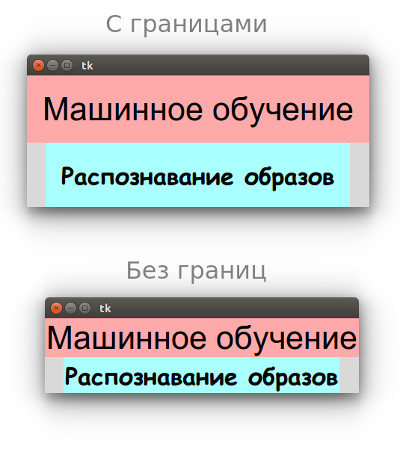 С границами
tk
Машинное обучение
Распознавание образов
Без границ
tk
Машинное обучение
Распознавание образов